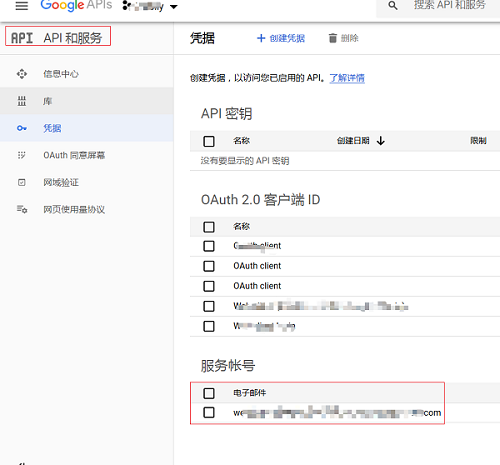 Google APIs
搜索 API 和服务
API API 和服务
凭据
+ 创建凭据
删除
信息中心
库
凭据
OAuth 同意屏幕
网域验证
网页使用量协议
创建凭据，以访问您已启用的 API。了解详情
API 密钥
名称
创建日期
限制
没有要显示的 API 密钥
OAuth 2.0 客户端 ID
名称
client
OAuth client
OAuth client
服务帐号
电子邮件
com